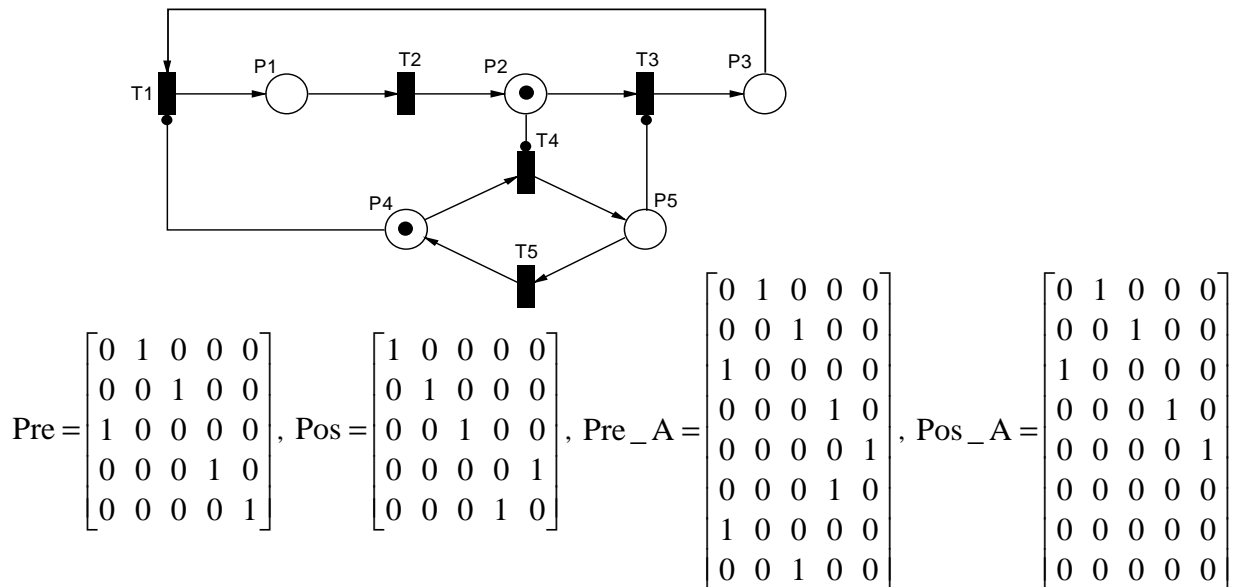 T1
P1
T2
P2
T3
P3
T4
P4
P5
T5
Pre = [0 1 0 0 0
0 0 1 0 0
1 0 0 0 0
0 0 0 1 0
0 0 0 0 1] , Pos = [1 0 0 0 0
0 1 0 0 0
0 0 1 0 0
0 0 0 0 1
0 0 0 1 0] , Pre _ A = [0 1 0 0 0
0 0 1 0 0
1 0 0 0 0
0 0 0 1 0
0 0 0 0 1
0 0 0 1 0
1 0 0 0 0
0 0 1 0 0] , Pos _ A = [0 1 0 0 0
0 0 1 0 0
1 0 0 0 0
0 0 0 1 0
0 0 0 0 1
0 0 0 0 0
0 0 0 0 0
0 0 0 0 0]